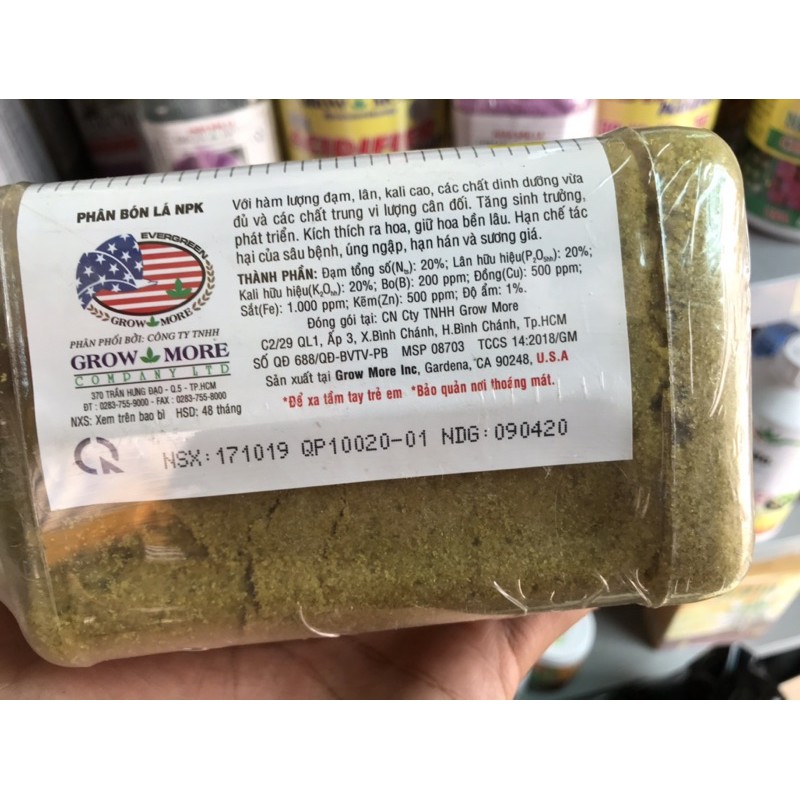 PHÂN BÓN LÁ NPK
EVERGREEN
GROW MORE
PHÂN PHỐI BỞI: CÔNG TY TNHH
GROW MORE
COMPANY LTD
370 TRẦN HƯNG ĐẠO - Q.5 - TP.HCM
ĐT : 0283-755-9000 - FAX : 0283-755-8000
NXS: Xem trên bao bì HSD: 48 tháng
Với hàm lượng đạm, lân, kali cao, các chất dinh dưỡng vừa
đủ và các chất trung vi lượng cân đối. Tăng sinh trưởng,
phát triển. Kích thích ra hoa, giữ hoa bền lâu. Hạn chế tác
hại của sâu bệnh, úng ngập, hạn hán và sương giá.
THÀNH PHẦN: Đạm tổng số(Nts): 20%; Lân hữu hiệu(P2O5hh): 20%;
Kali hữu hiệu(K2Ohh): 20%; Bo(B): 200 ppm; Đồng(Cu): 500 ppm;
Sắt(Fe): 1.000 ppm; Kẽm(Zn): 500 ppm; Độ ẩm: 1%.
Đóng gói tại: CN Cty TNHH Grow More
C2/29 QL1, Ấp 3, X.Bình Chánh, H.Bình Chánh, Tp.HCM
SỐ QĐ 688/QĐ-BVTV-PB MSP 08703 TCCS 14:2018/GM
Sản xuất tại Grow More Inc, Gardena, CA 90248, U.S.A
*Để xa tầm tay trẻ em *Bảo quản nơi thoáng mát.
NSX: 171019 QP10020-01 NDG: 090420